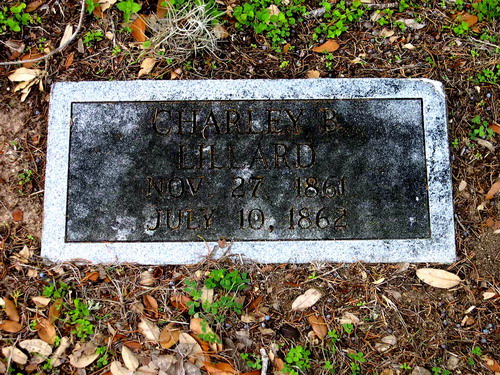 CHARLEY B.
LILLARD
NOV. 27, 1861
JULY 10, 1862